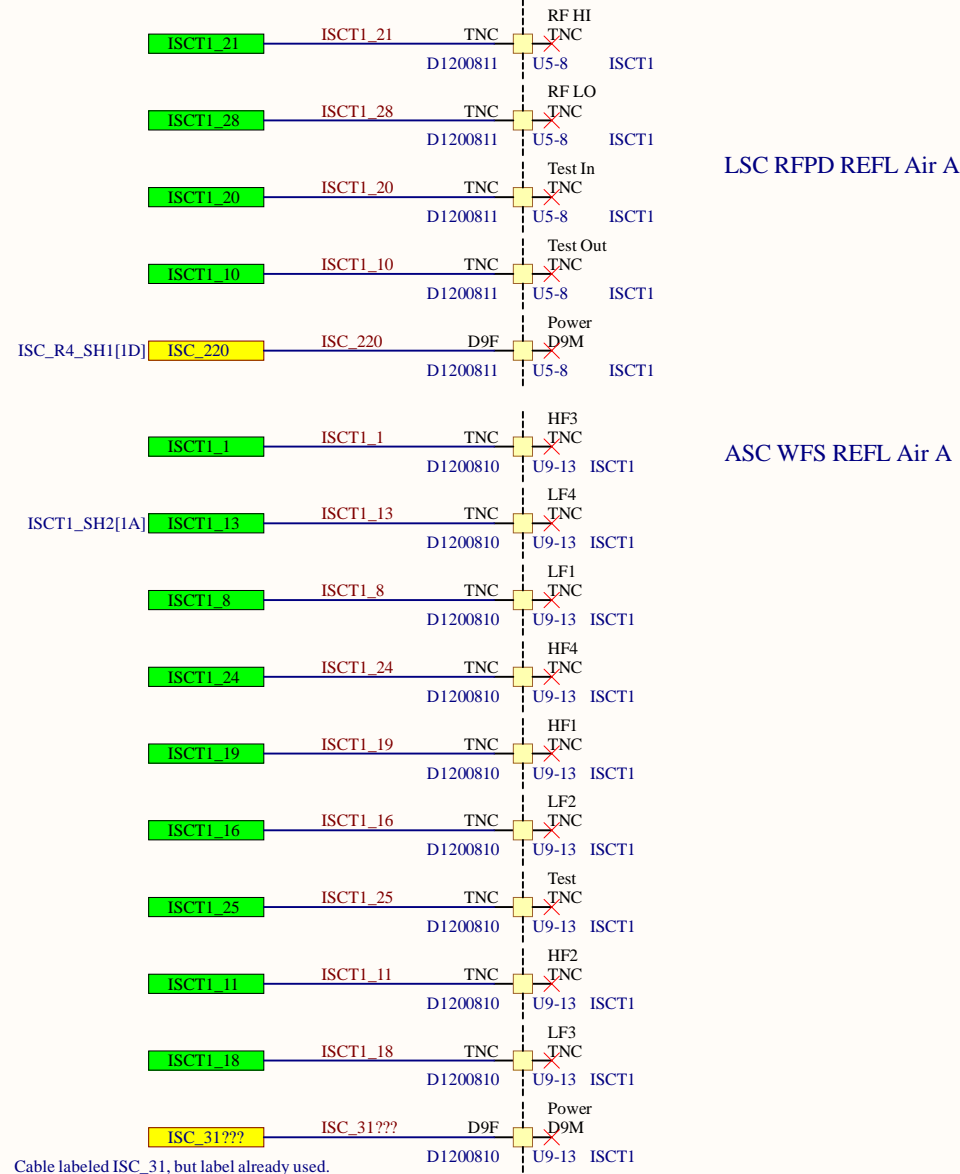 RF HI
ISCT1_21 ISCT1_21 TNC TNC
D1200811 U5-8 ISCT1
RF LO
ISCT1_28 ISCT1_28 TNC TNC
D1200811 U5-8 ISCT1
LSC RFPD REFL Air A
Test In
ISCT1_20 ISCT1_20 TNC TNC
D1200811 U5-8 ISCT1
Test Out
ISCT1_10 ISCT1_10 TNC TNC
D1200811 U5-8 ISCT1
Power
ISC_R4_SH1[1D] ISC_220 ISC_220 D9F D9M
D1200811 U5-8 ISCT1
HF3
ISCT1_1 ISCT1_1 TNC TNC
ASC WFS REFL Air A
D1200810 U9-13 ISCT1
LF4
ISCT1_SH2[1A] ISCT1_13 ISCT1_13 TNC TNC
D1200810 U9-13 ISCT1
LF1
ISCT1_8 ISCT1_8 TNC TNC
D1200810 U9-13 ISCT1
HF4
ISCT1_24 ISCT1_24 TNC TNC
D1200810 U9-13 ISCT1
HF1
ISCT1_19 ISCT1_19 TNC TNC
D1200810 U9-13 ISCT1
LF2
ISCT1_16 ISCT1_16 TNC TNC
D1200810 U9-13 ISCT1
Test
ISCT1_25 ISCT1_25 TNC TNC
D1200810 U9-13 ISCT1
HF2
ISCT1_11 ISCT1_11 TNC TNC
D1200810 U9-13 ISCT1
LF3
ISCT1_18 ISCT1_18 TNC TNC
D1200810 U9-13 ISCT1
Power
ISC_31??? ISC_31??? D9F D9M
D1200810 U9-13 ISCT1
Cable labeled ISC_31, but label already used.